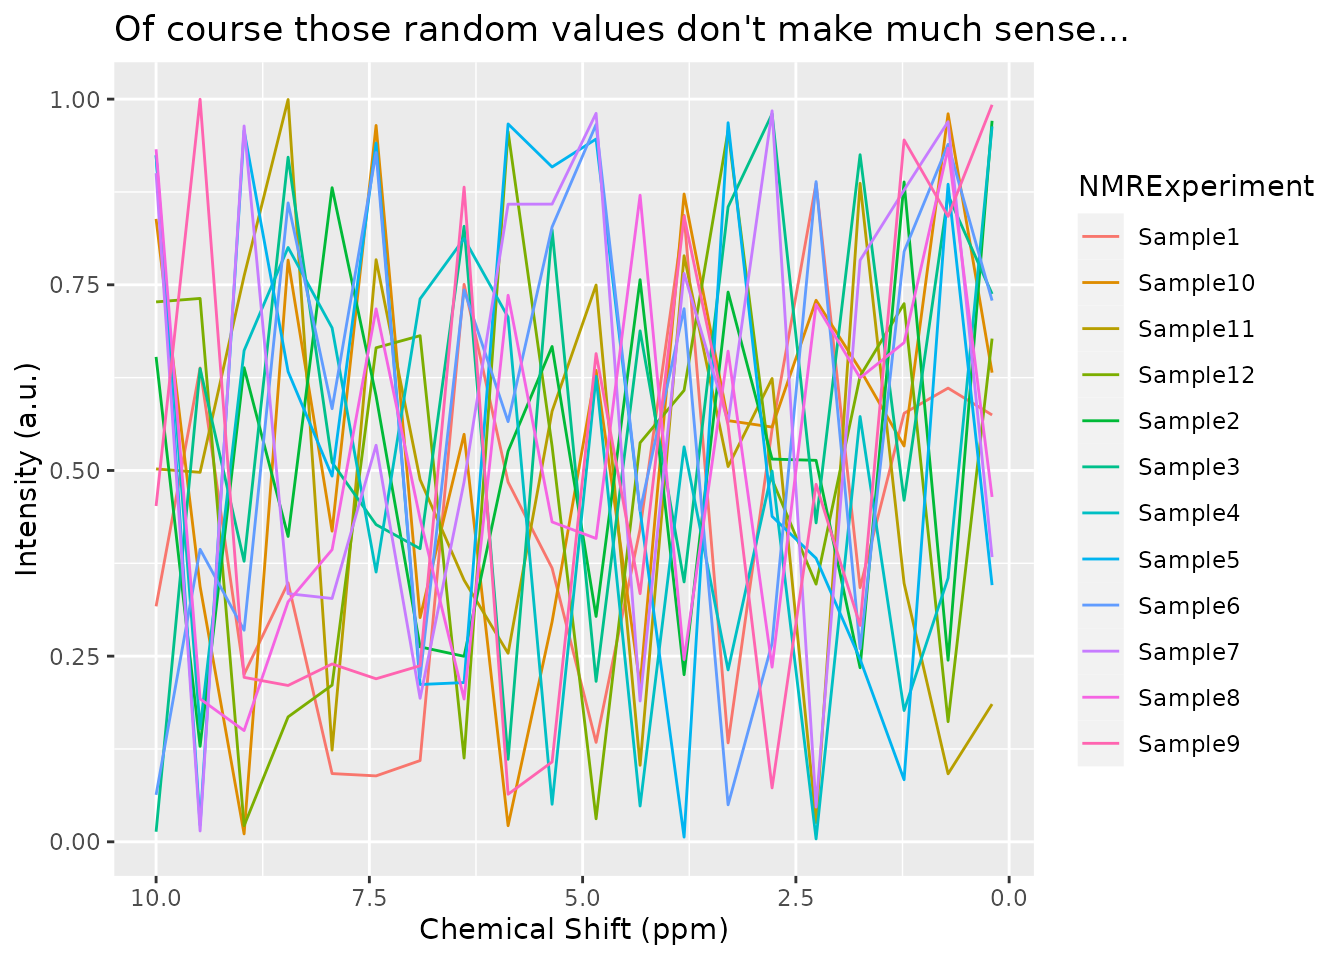 Of course those random values don't make much sense...
Intensity (a.u.)
1.00
0.75
0.50
0.25
0.00
10.0
7.5
5.0
2.5
0.0
Chemical Shift (ppm)
NMRExperiment
Sample1
Sample10
Sample11
Sample12
Sample2
Sample3
Sample4
Sample5
Sample6
Sample7
Sample8
Sample9